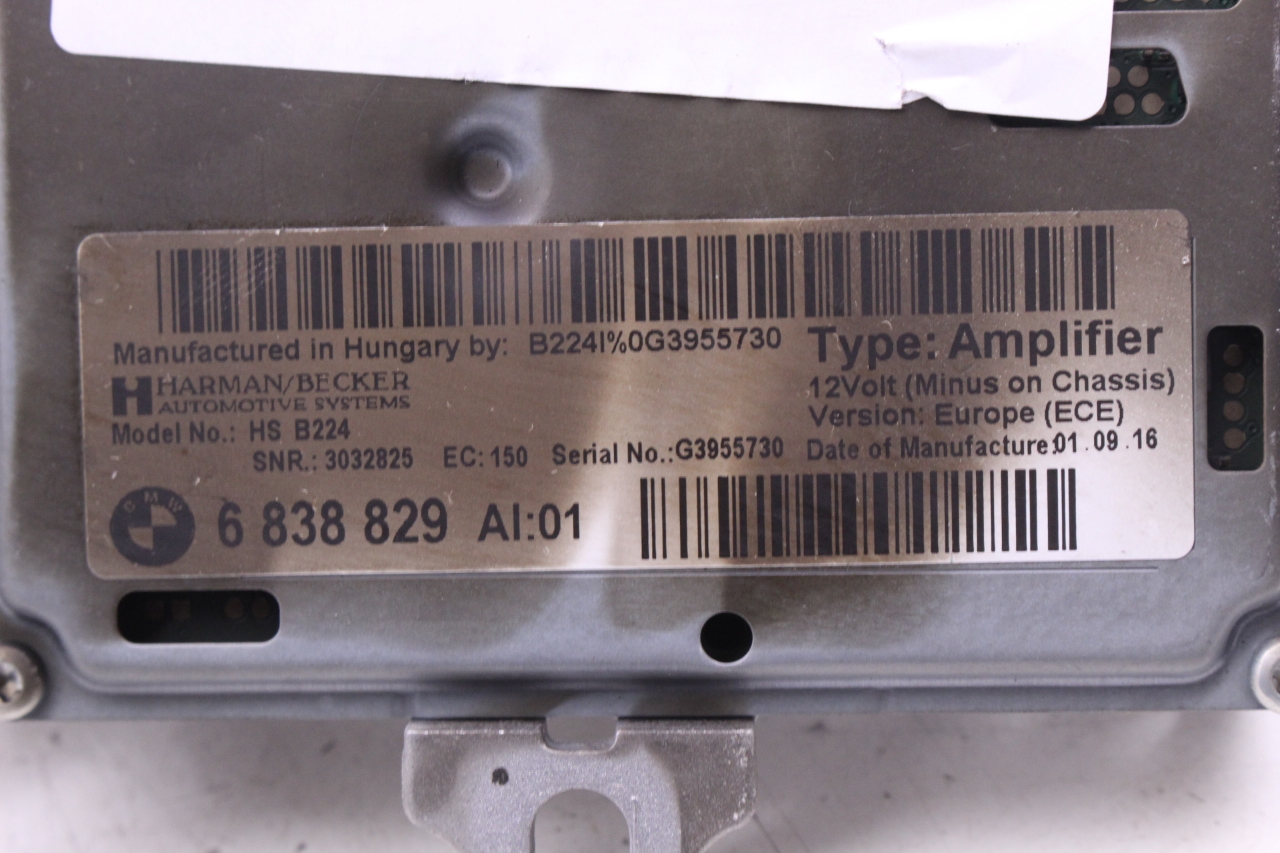 Manufactured in Hungary by: B224I%0G3955730
HARMAN/BECKER
AUTOMOTIVE SYSTEMS
Model No.: HS B224
SNR.: 3032825 EC: 150 Serial No.:G3955730
Type: Amplifier
12Volt (Minus on Chassis)
Version: Europe (ECE)
Date of Manufacture:01.09.16
BMW
6 838 829 AI:01